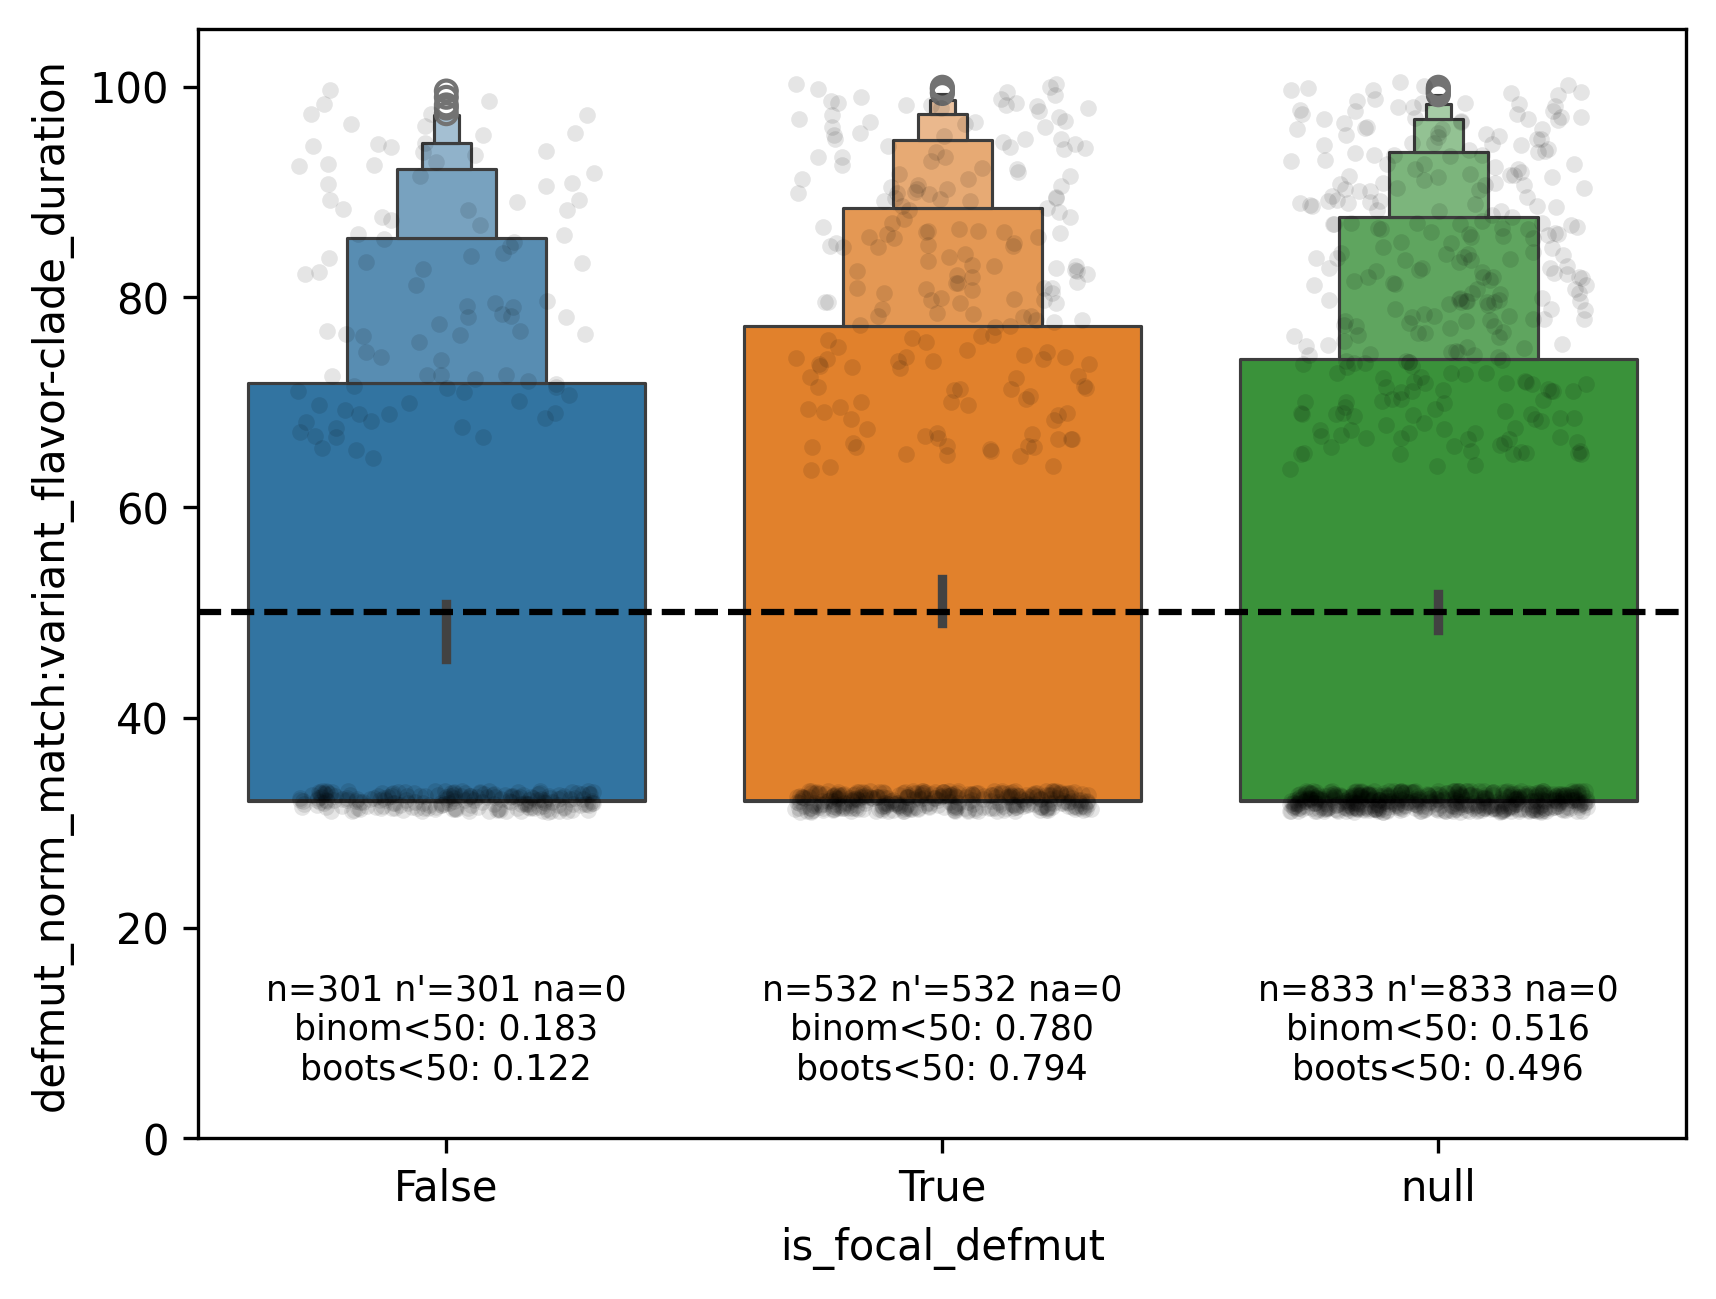 defmut_norm_match:variant_flavor-clade_duration
100
80
60
40
20
0
n=301 n'=301 na=0
binom<50: 0.183
boots<50: 0.122
n=532 n'=532 na=0
binom<50: 0.780
boots<50: 0.794
n=833 n'=833 na=0
binom<50: 0.516
boots<50: 0.496
False
True
null
is_focal_defmut